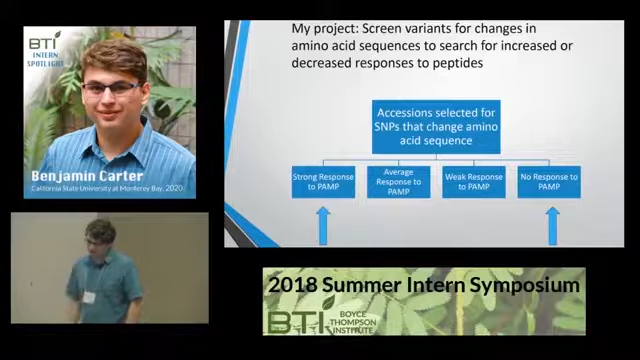 BTI
INTERN
SPOTLIGHT
Benjamin Carter
California State University at Monterey Bay, 2020
My project: Screen variants for changes in
amino acid sequences to search for increased or
decreased responses to peptides
Accessions selected for
SNPs that change amino
acid sequence
Strong Response
to PAMP
Average
Response to
PAMP
Weak Response
to PAMP
No Response to
PAMP
2018 Summer Intern Symposium
BTI
BOYCE
THOMPSON
INSTITUTE